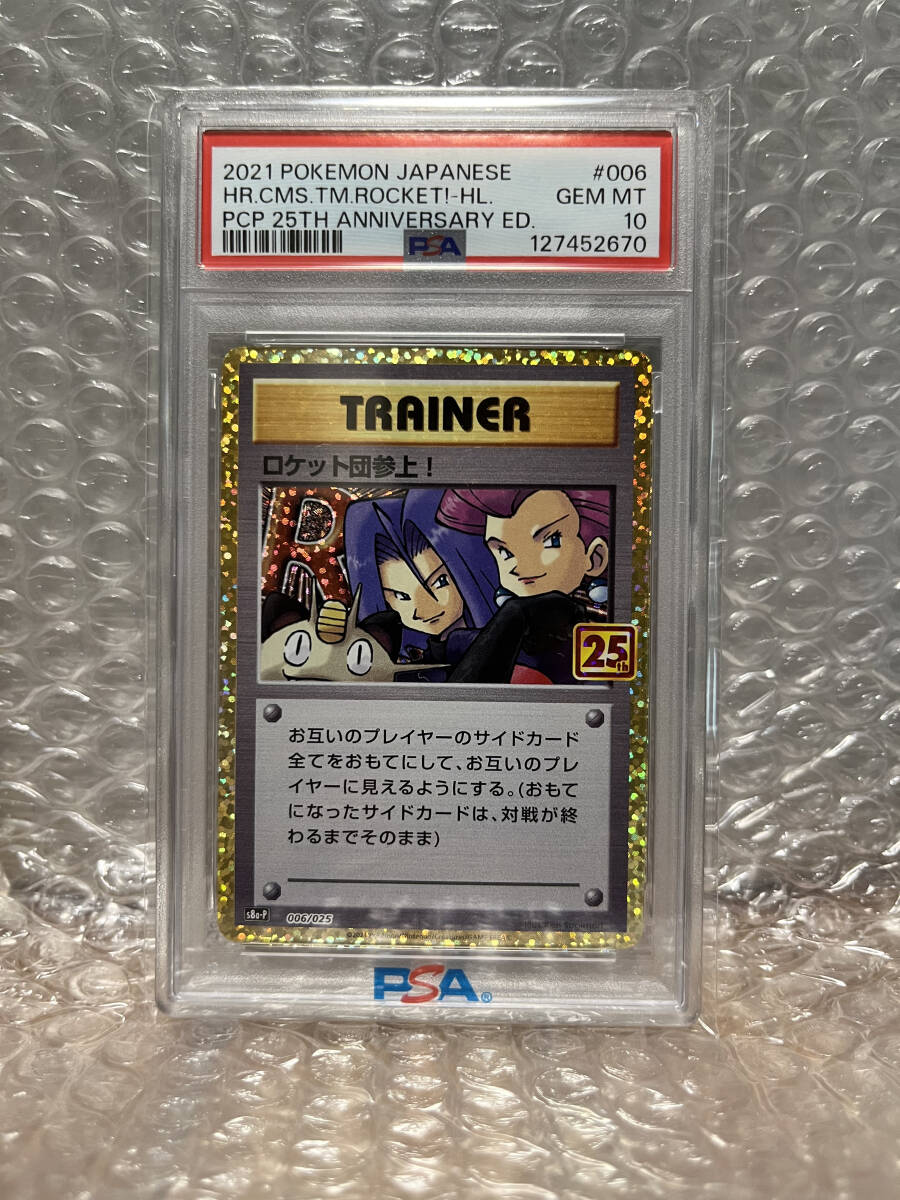 2021 POKEMON JAPANESE #006
HR.CMS.TM.ROCKET!-HL. GEM MT
PCP 25TH ANNIVERSARY ED. 10
PSA 127452670
TRAINER
ロケット団参上！
25th
お互いのプレイヤーのサイドカード
全てをおもてにして、お互いのプレ
イヤーに見えるようにする。(おもて
になったサイドカードは、対戦が終
わるまでそのまま)
s8a-P 006/025
PSA®